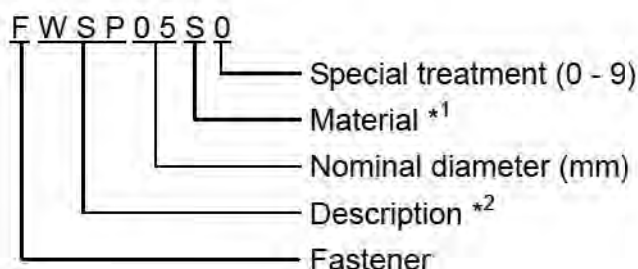 F W S P 0 5 S 0
Special treatment (0 - 9)
Material *1
Nominal diameter (mm)
Description *2
Fastener